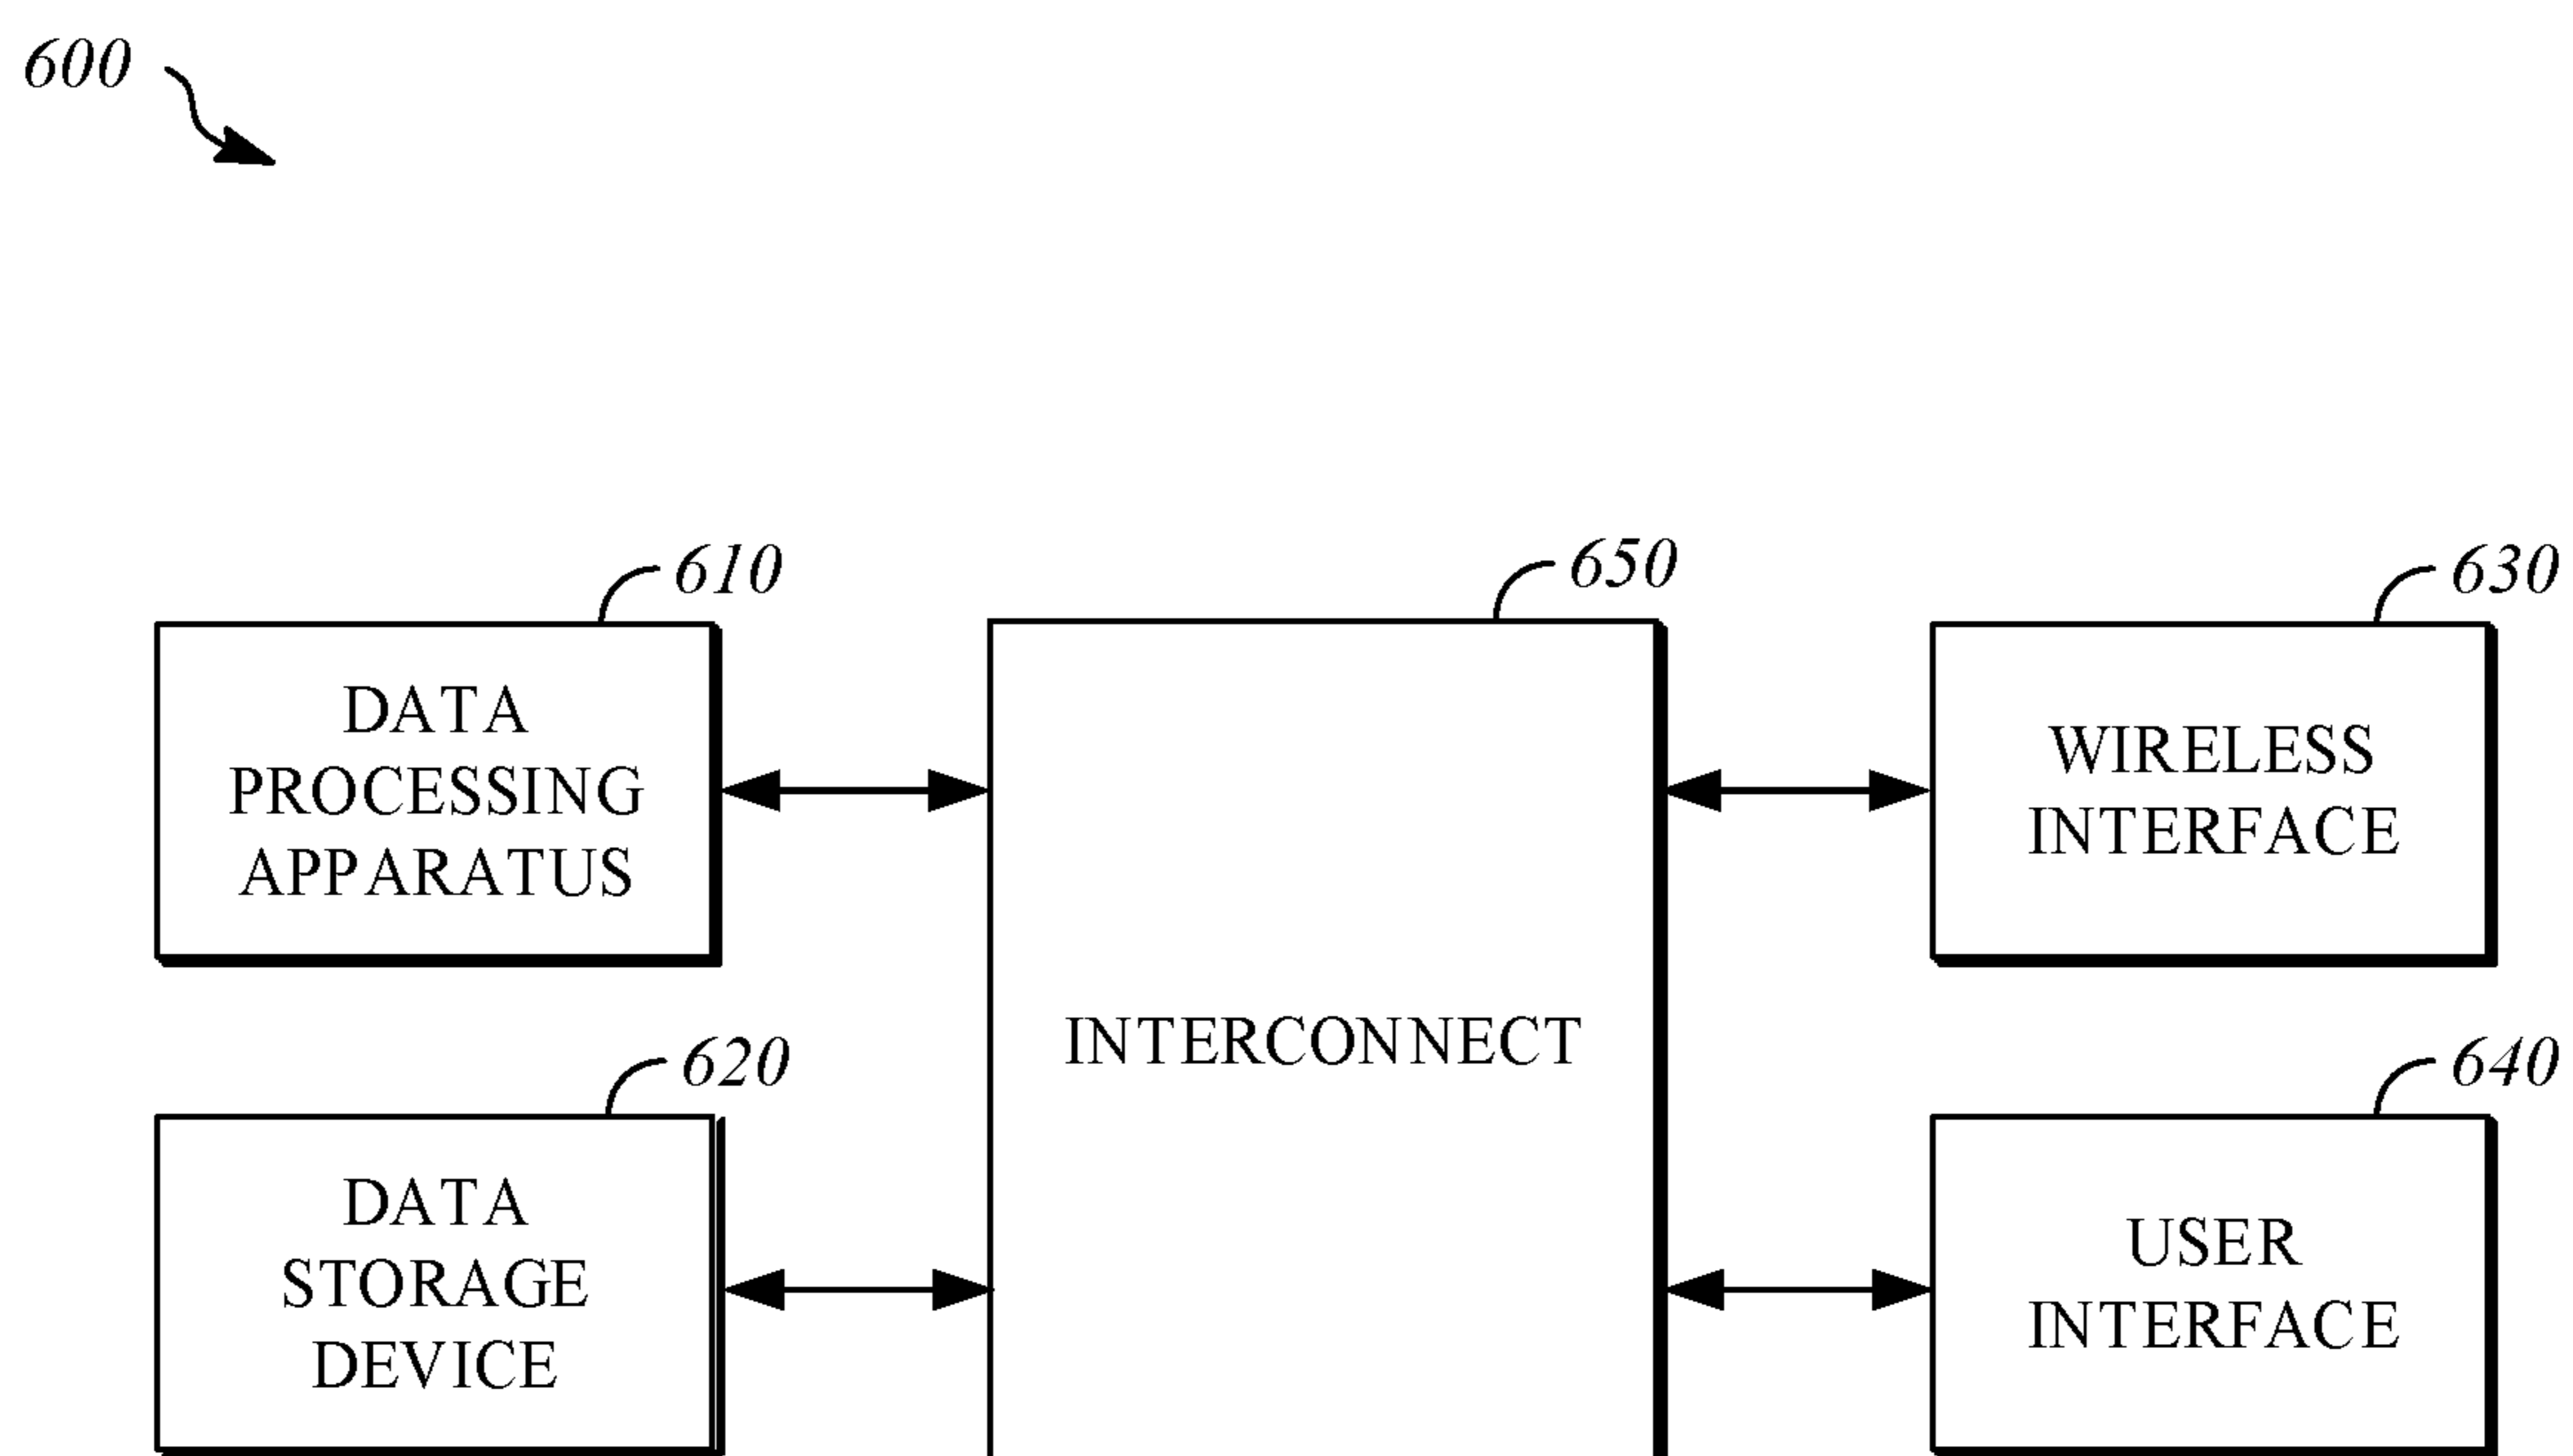 600
610
650
630
DATA
PROCESSING
APPARATUS
WIRELESS
INTERFACE
INTERCONNECT
620
640
DATA
STORAGE
DEVICE
USER
INTERFACE